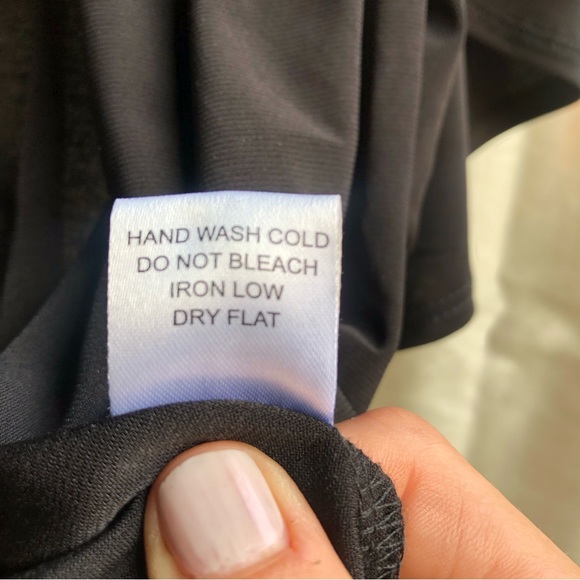 HAND WASH COLD
DO NOT BLEACH
IRON LOW
DRY FLAT